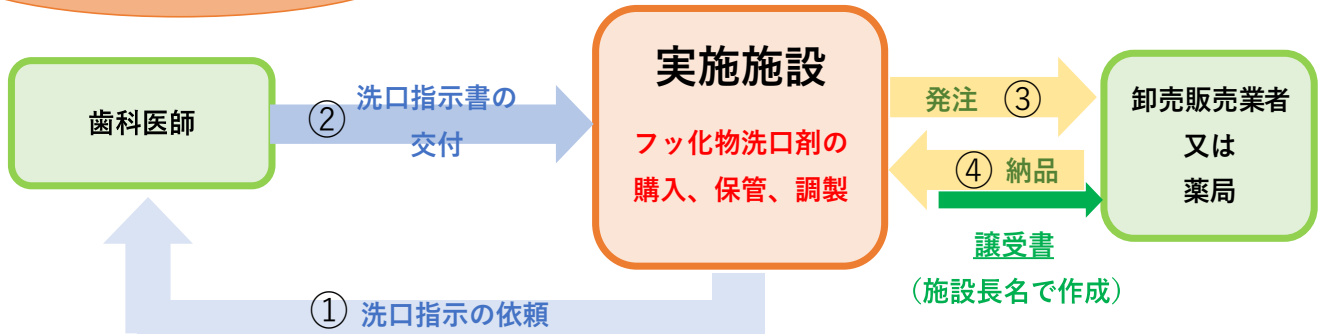 歯科医師
② 洗口指示書の
交付
実施施設
フッ化物洗口剤の
購入、保管、調製
発注 ③
④ 納品
卸売販売業者
又は
薬局
譲受書
（施設長名で作成）
① 洗口指示の依頼